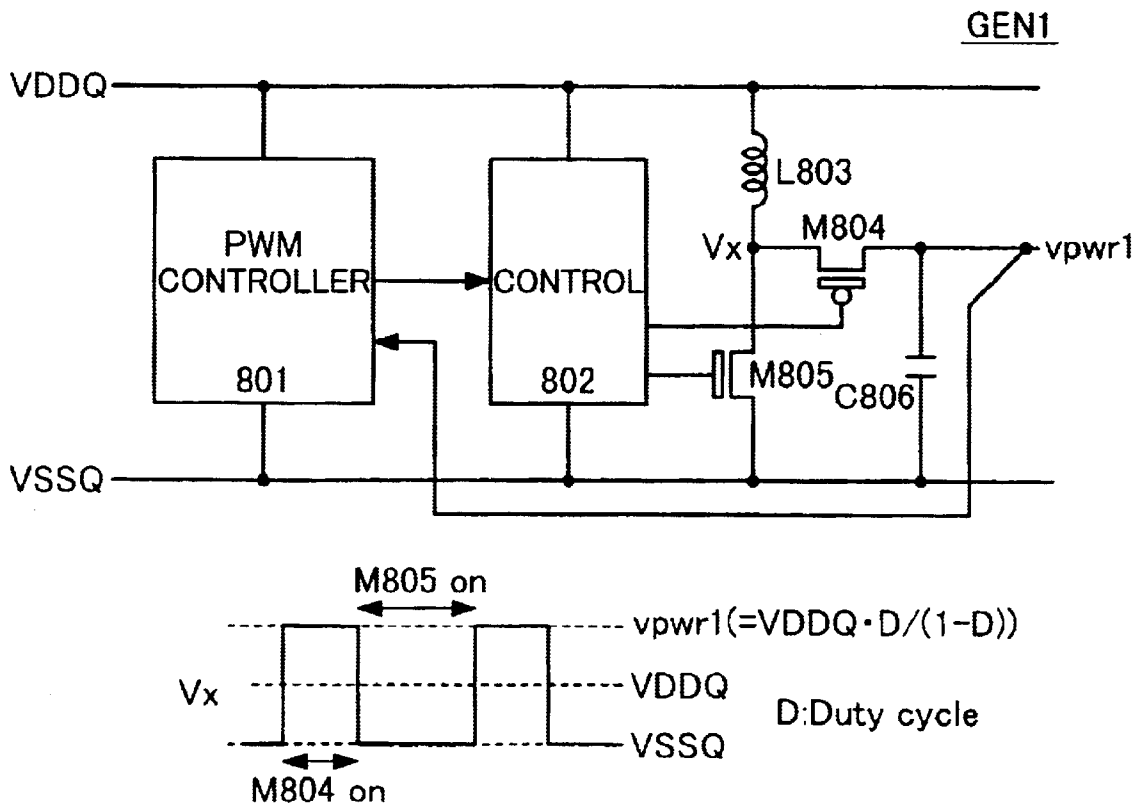 GEN1
VDDQ
L803
M804
Vx
vpwr1
PWM
CONTROLLER
CONTROL
801
802
M805
C806
VSSQ
M805 on
vpwr1(=VDDQ·D/(1-D))
Vx
VDDQ
D:Duty cycle
VSSQ
M804 on